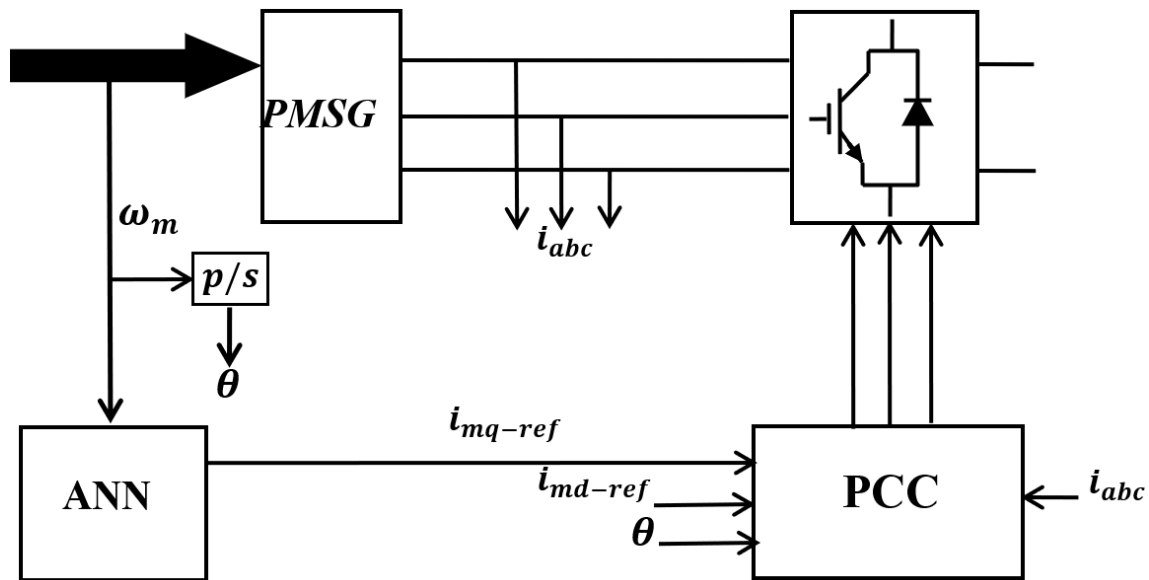 PMSG
ω_m
i_abc
p/s
θ
i_mq-ref
i_md-ref
ANN
θ
PCC
i_abc